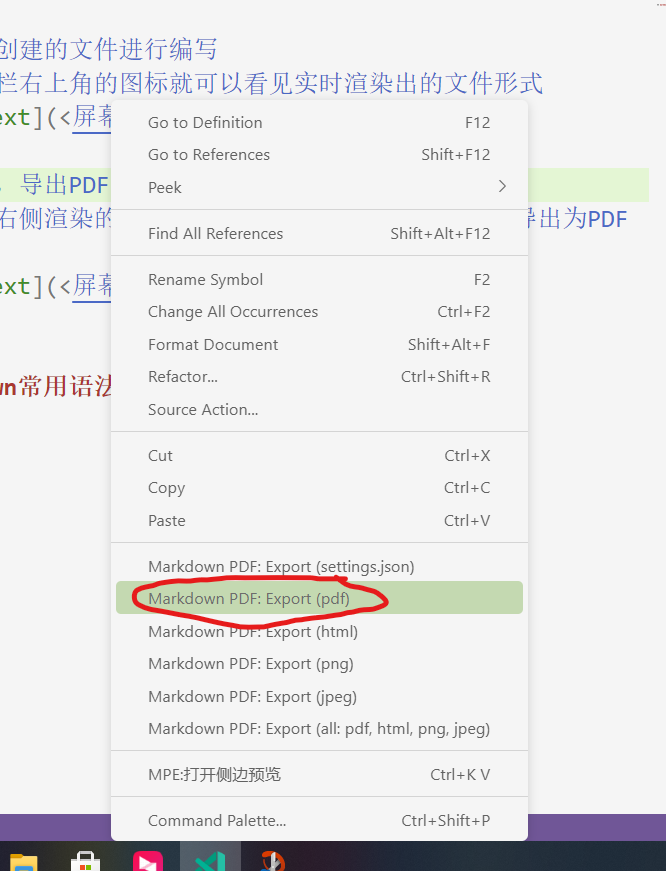 创建的文件进行编写
栏右上角的图标就可以看见实时渲染出的文件形式
ext](<屏幕
Go to Definition F12
Go to References Shift+F12
导出PDF
Peek
右侧渲染的 导出为PDF
Find All References Shift+Alt+F12
ext](<屏幕
Rename Symbol F2
Change All Occurrences Ctrl+F2
Format Document Shift+Alt+F
wn常用语法
Refactor... Ctrl+Shift+R
Source Action...
Cut Ctrl+X
Copy Ctrl+C
Paste Ctrl+V
Markdown PDF: Export (settings.json)
Markdown PDF: Export (pdf)
Markdown PDF: Export (html)
Markdown PDF: Export (png)
Markdown PDF: Export (jpeg)
Markdown PDF: Export (all: pdf, html, png, jpeg)
MPE:打开侧边预览 Ctrl+K V
Command Palette... Ctrl+Shift+P